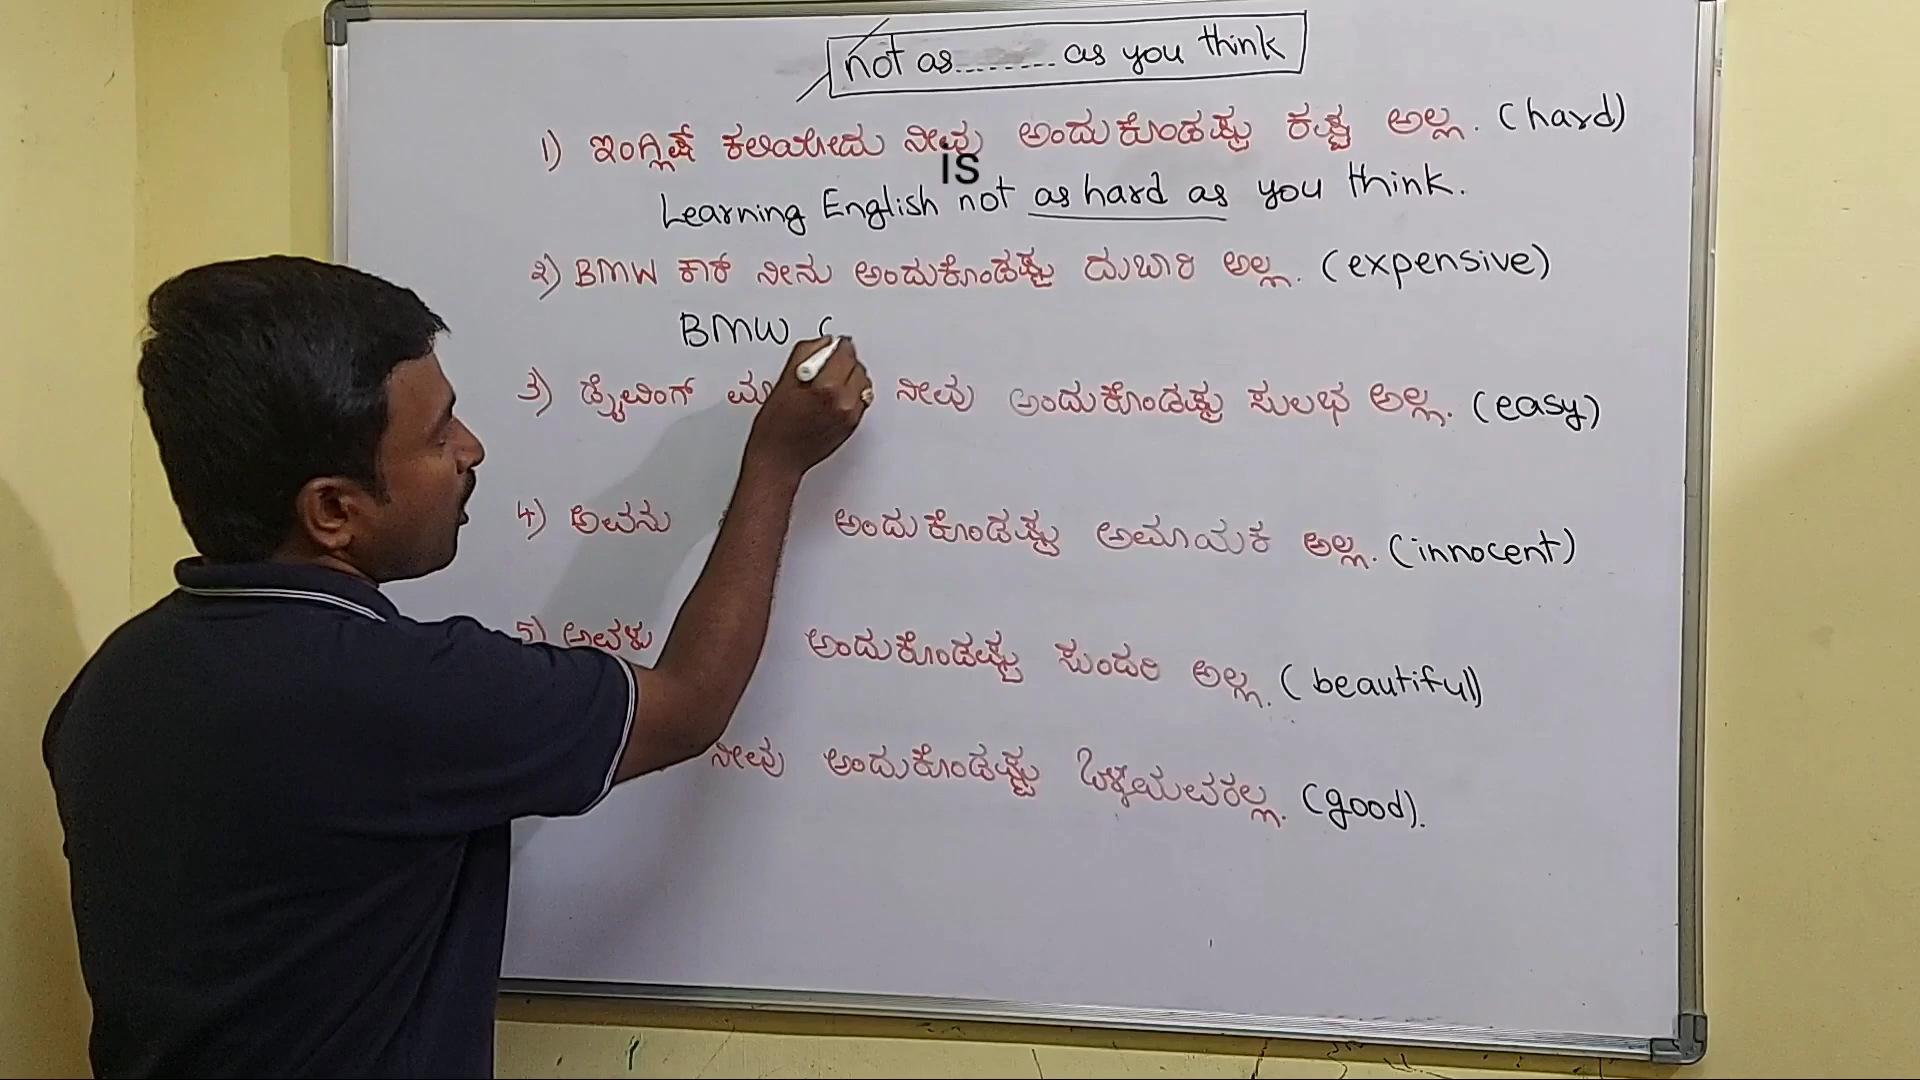 not as........ as you think
1) ಇಂಗ್ಲಿಷ್ ಕಲಿಯೋದು ನೀವು ಅಂದುಕೊಂಡಷ್ಟು ಕಷ್ಟ ಅಲ್ಲ. (hard)
is
Learning English not as hard as you think.
2) BMW ಕಾರ್ ನೀನು ಅಂದುಕೊಂಡಷ್ಟು ದುಬಾರಿ ಅಲ್ಲ. (expensive)
BMW
3) ಡ್ರೈವಿಂಗ್ ನೀವು ಅಂದುಕೊಂಡಷ್ಟು ಸುಲಭ ಅಲ್ಲ. (easy)
4) ಅವನು ಅಂದುಕೊಂಡಷ್ಟು ಅಮಾಯಕ ಅಲ್ಲ. (innocent)
5) ಅವಳು ಅಂದುಕೊಂಡಷ್ಟು ಸುಂದರಿ ಅಲ್ಲ. (beautiful)
ನೀವು ಅಂದುಕೊಂಡಷ್ಟು ಒಳ್ಳೆಯವರಲ್ಲ. (good).